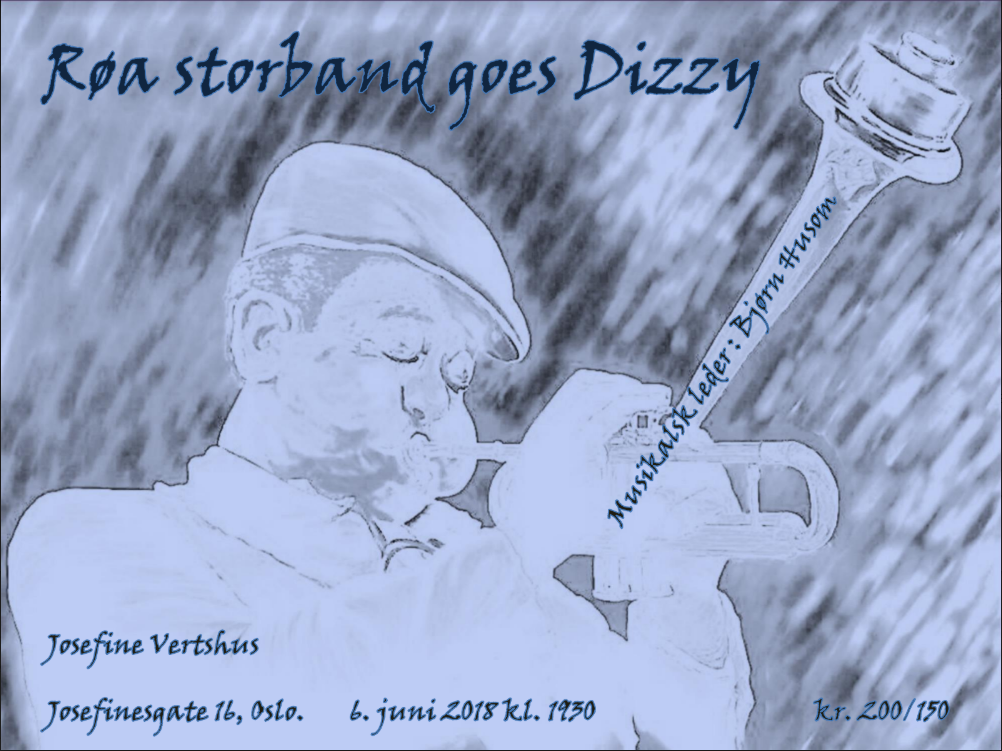 Røa storband goes Dizzy
Musikalsk leder: Bjørn Husom
Josefine Vertshus
Josefinesgate 16, Oslo. 6. juni 2018 kl. 1930 kr. 200/150